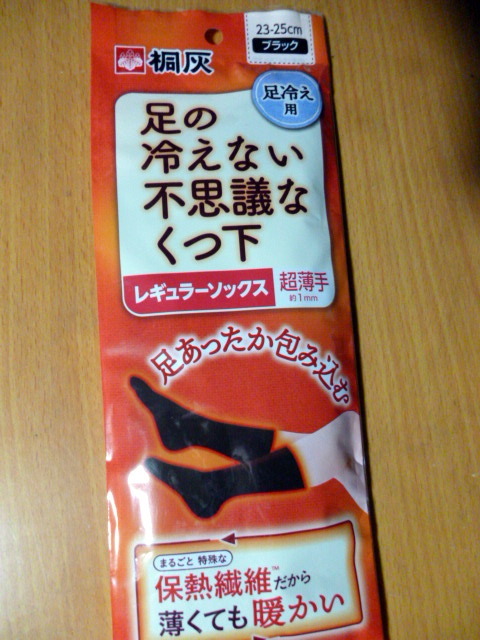 23-25cm
ブラック
桐灰
足冷え
用
足の
冷えない
不思議な
くつ下
レギュラーソックス
超薄手
約1mm
足あったか包み込む
まるごと 特殊な
保熱繊維™だから
薄くても暖かい